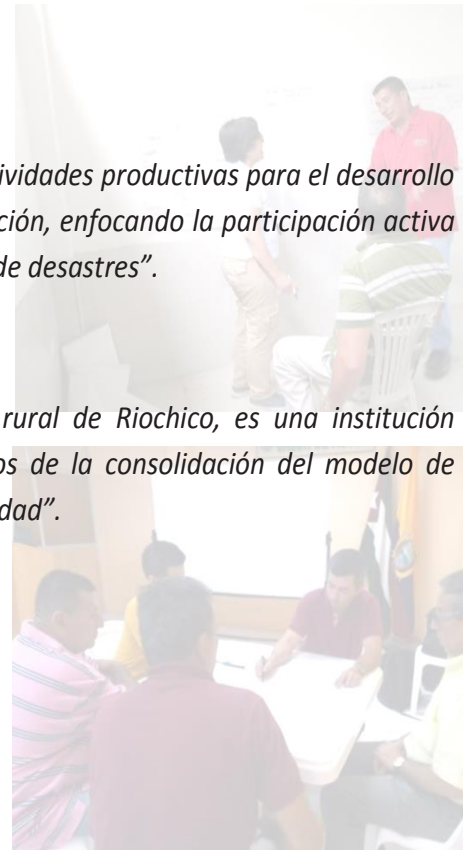 ividades productivas para el desarrollo
ción, enfocando la participación activa
de desastres”.
rural de Riochico, es una institución
os de la consolidación del modelo de
dad”.